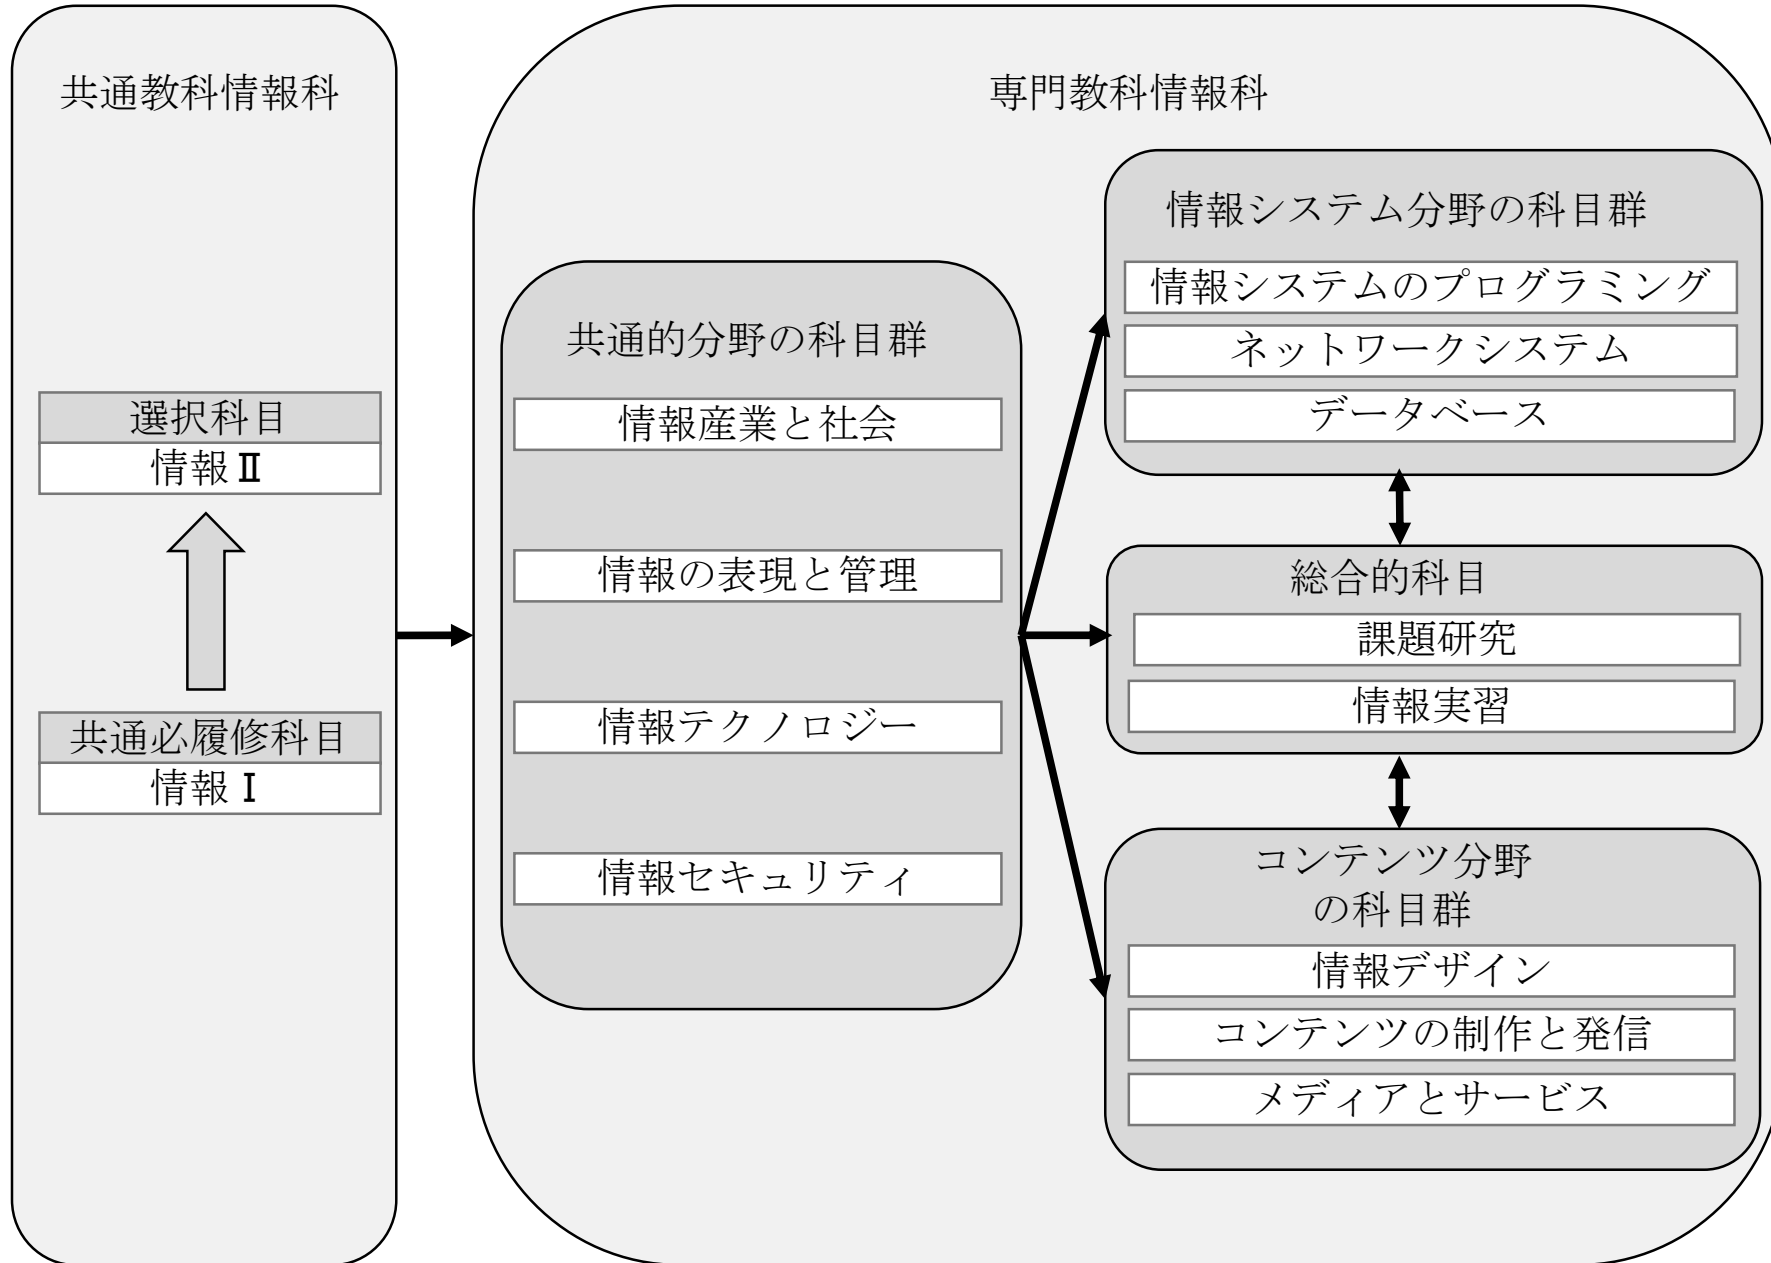 共通教科情報科
選択科目
情報Ⅱ
共通必履修科目
情報Ⅰ
専門教科情報科
共通的分野の科目群
情報産業と社会
情報の表現と管理
情報テクノロジー
情報セキュリティ
情報システム分野の科目群
情報システムのプログラミング
ネットワークシステム
データベース
総合的科目
課題研究
情報実習
コンテンツ分野
の科目群
情報デザイン
コンテンツの制作と発信
メディアとサービス